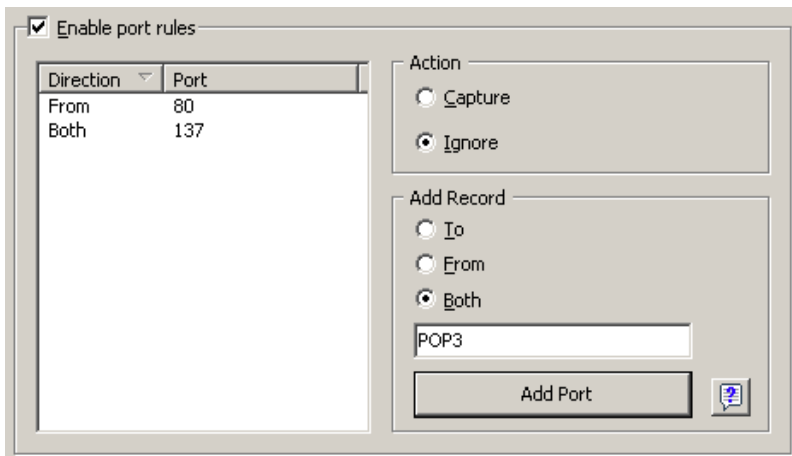 Enable port rules
Direction Port
From 80
Both 137
Action
Capture
Ignore
Add Record
To
From
Both
POP3
Add Port